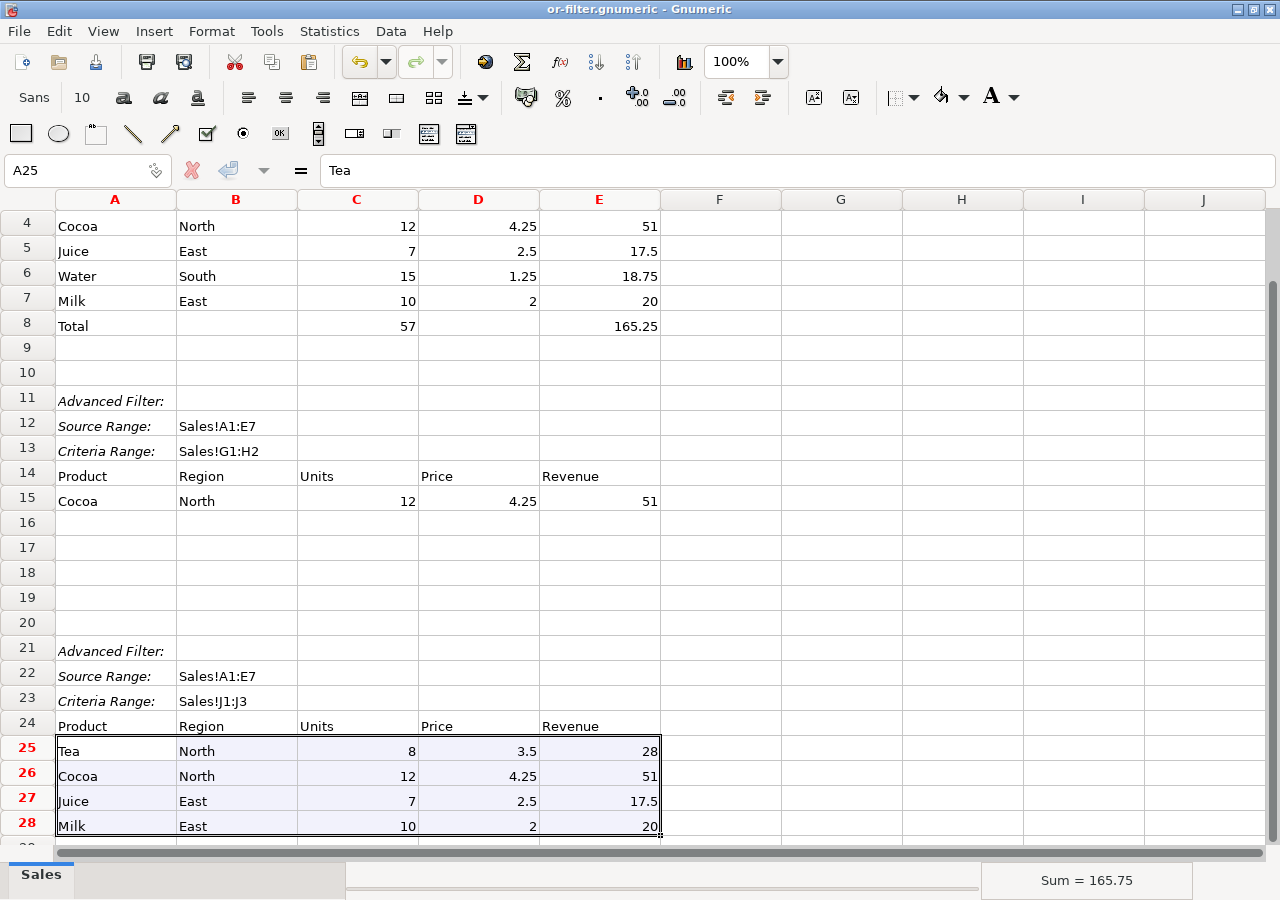 or-filter.gnumeric - Gnumeric
File Edit View Insert Format Tools Statistics Data Help
f(x) 100%
Sans 10 a a a % . +0 .00 .00 →0 A A A
OK
A25 = Tea
A B C D E F G H I J
4 Cocoa North 12 4.25 51
5 Juice East 7 2.5 17.5
6 Water South 15 1.25 18.75
7 Milk East 10 2 20
8 Total 57 165.25
9
10
11 Advanced Filter:
12 Source Range: Sales!A1:E7
13 Criteria Range: Sales!G1:H2
14 Product Region Units Price Revenue
15 Cocoa North 12 4.25 51
16
17
18
19
20
21 Advanced Filter:
22 Source Range: Sales!A1:E7
23 Criteria Range: Sales!J1:J3
24 Product Region Units Price Revenue
25 Tea North 8 3.5 28
26 Cocoa North 12 4.25 51
27 Juice East 7 2.5 17.5
28 Milk East 10 2 20
Sales Sum = 165.75